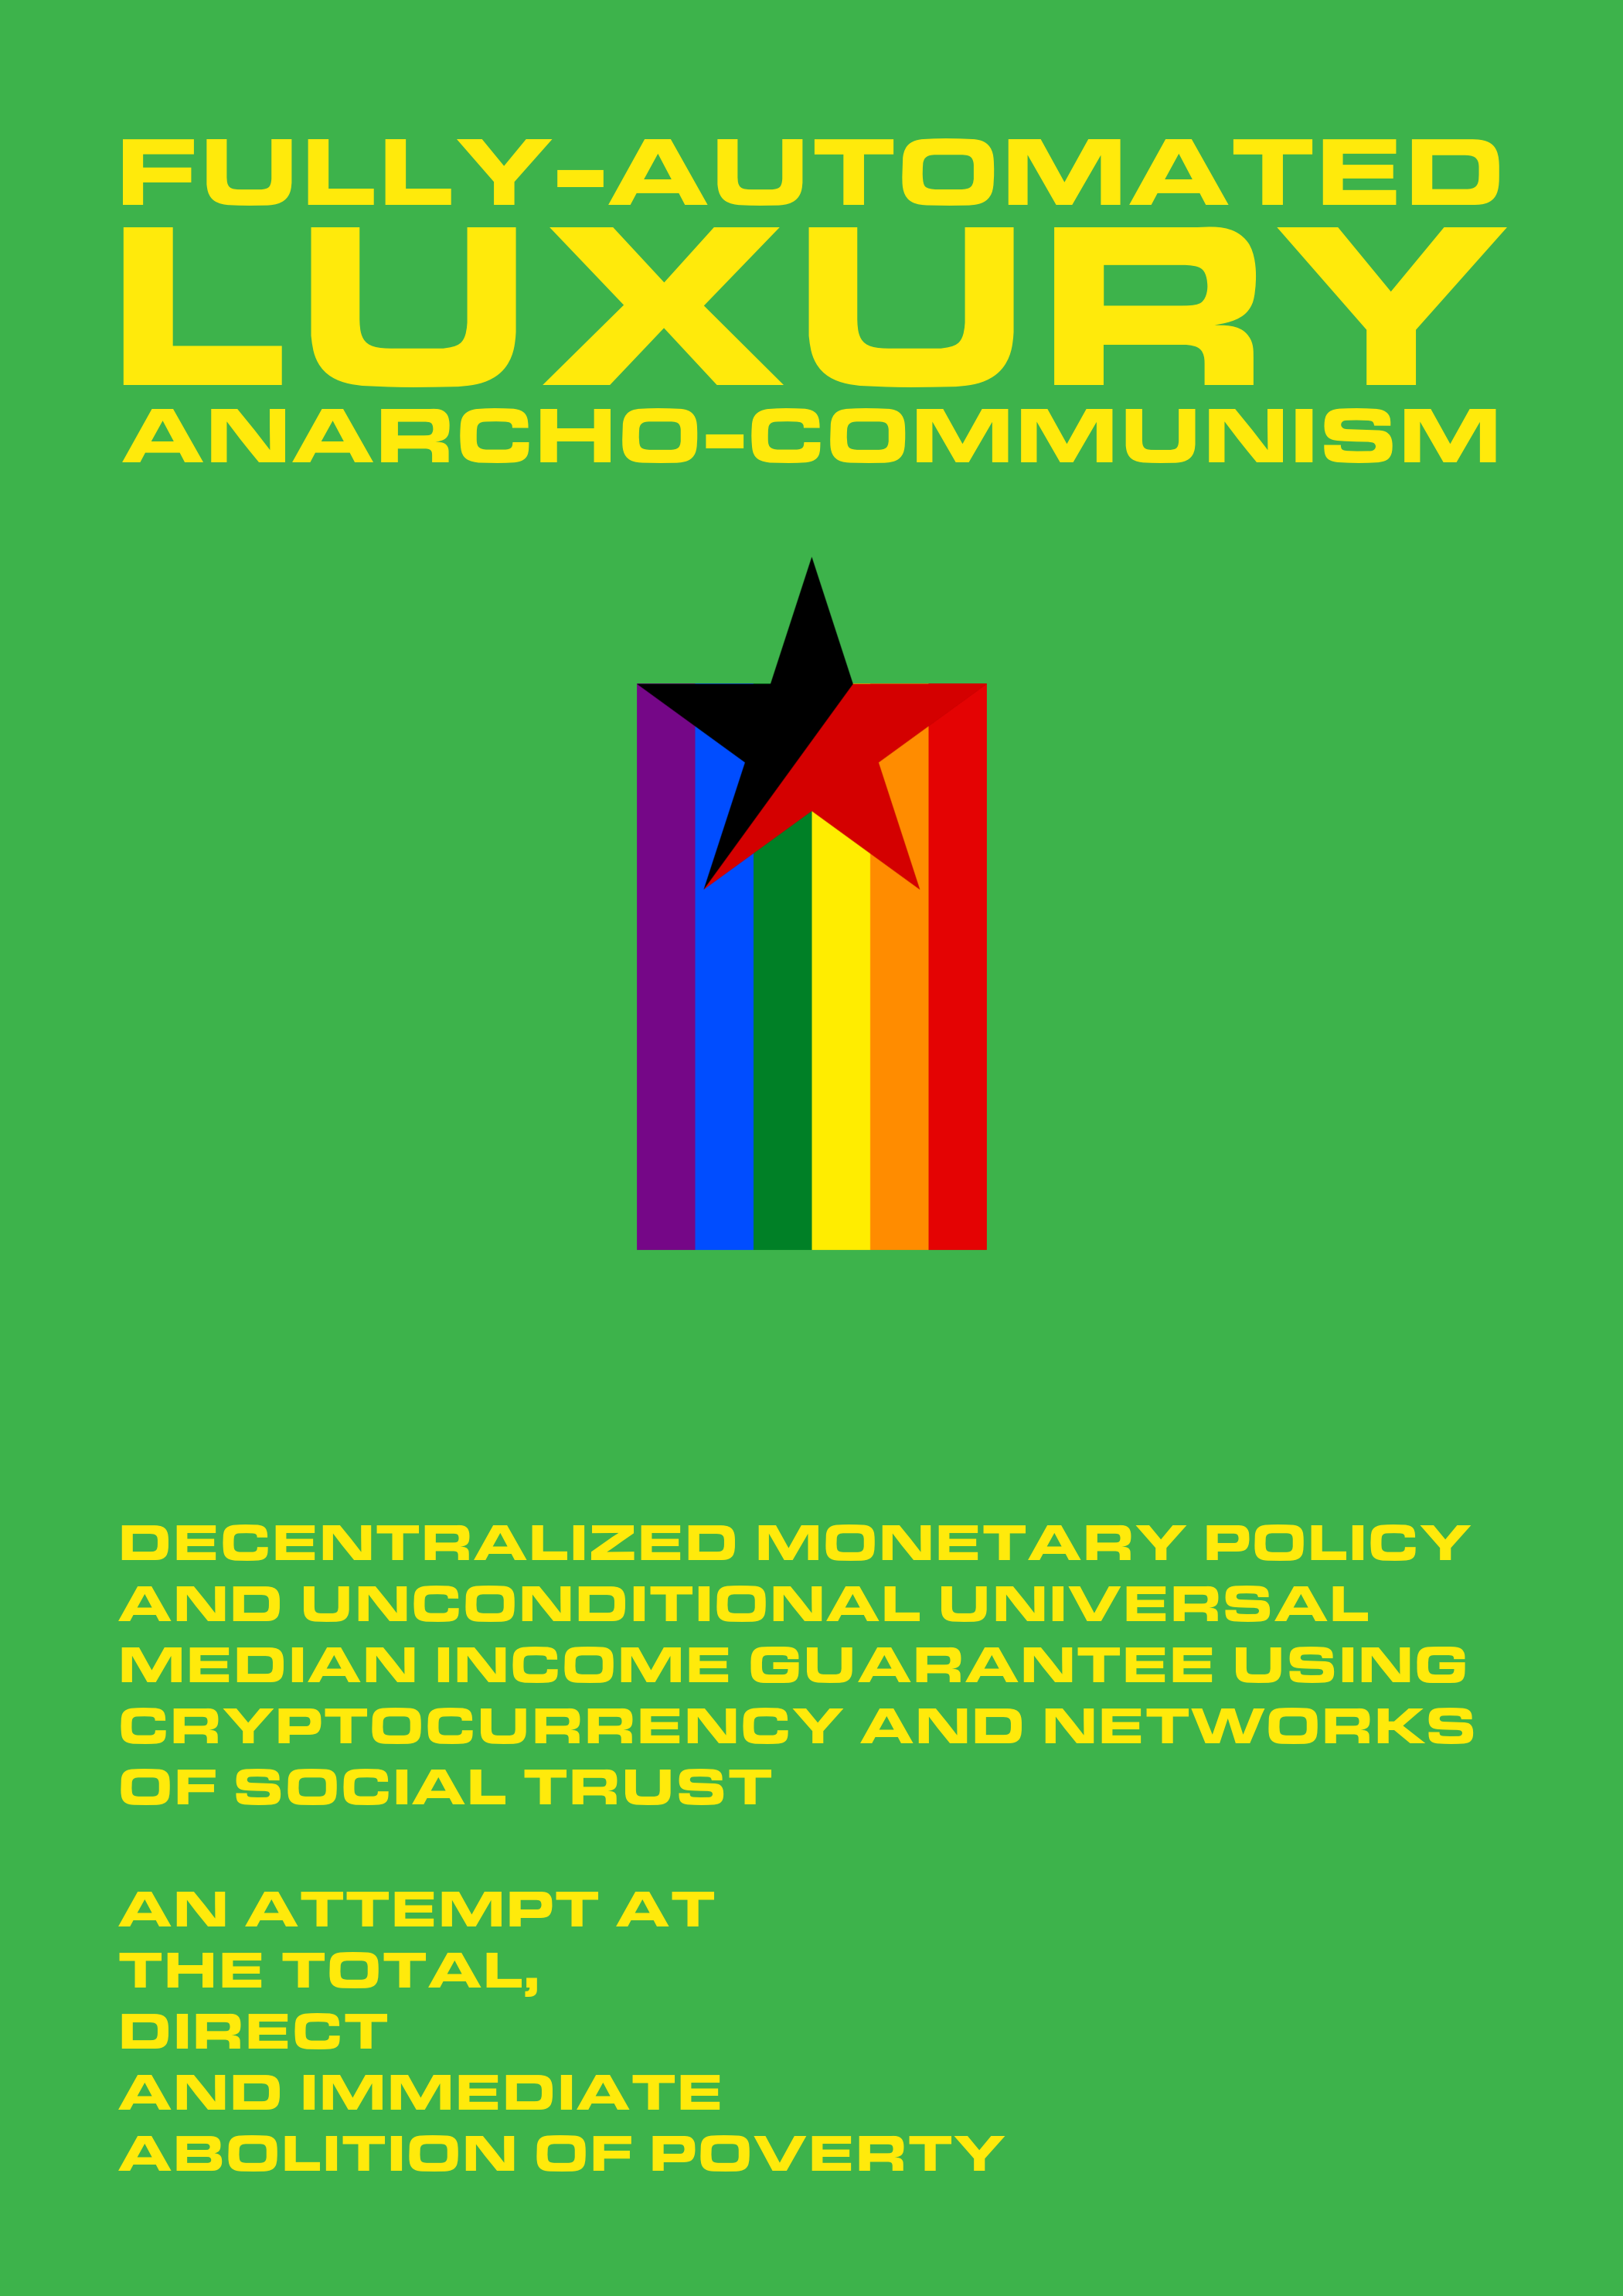 FULLY-AUTOMATED
LUXURY
ANARCHO-COMMUNISM
DECENTRALIZED MONETARY POLICY
AND UNCONDITIONAL UNIVERSAL
MEDIAN INCOME GUARANTEE USING
CRYPTOCURRENCY AND NETWORKS
OF SOCIAL TRUST
AN ATTEMPT AT
THE TOTAL,
DIRECT
AND IMMEDIATE
ABOLITION OF POVERTY